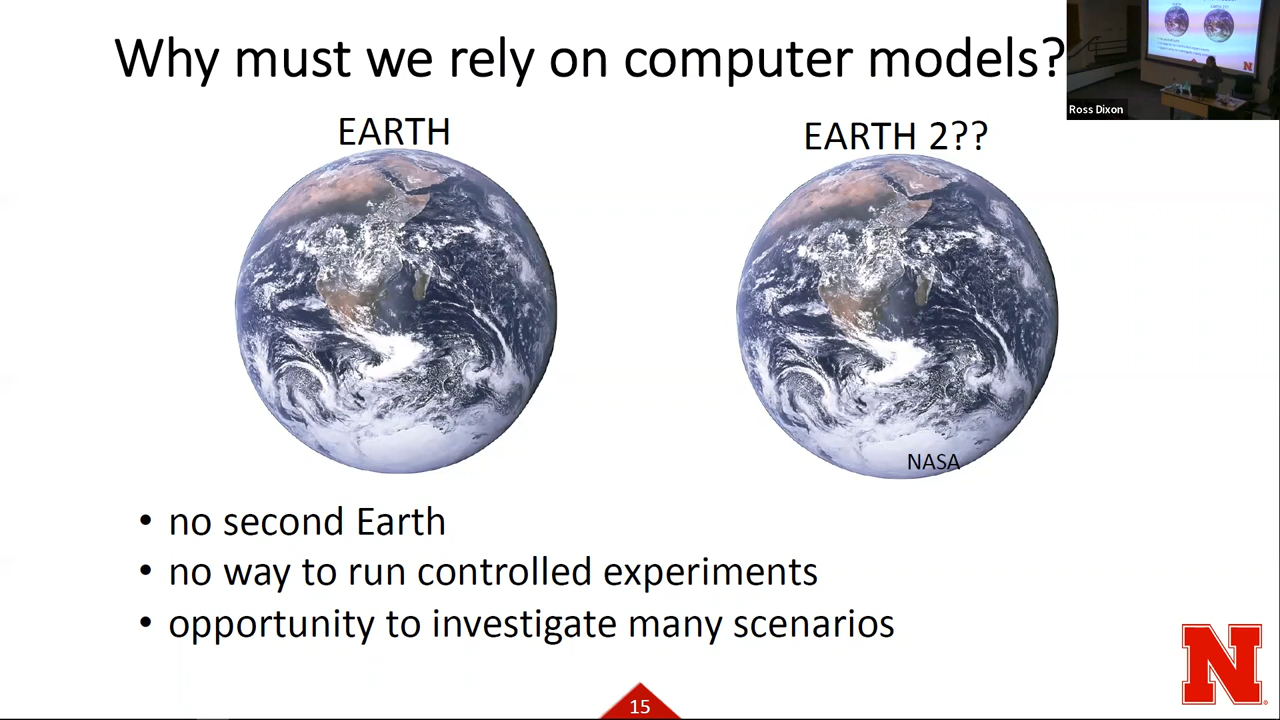 Why must we rely on computer models?
Ross Dixon
EARTH
EARTH 2??
NASA
• no second Earth
• no way to run controlled experiments
• opportunity to investigate many scenarios
15
N